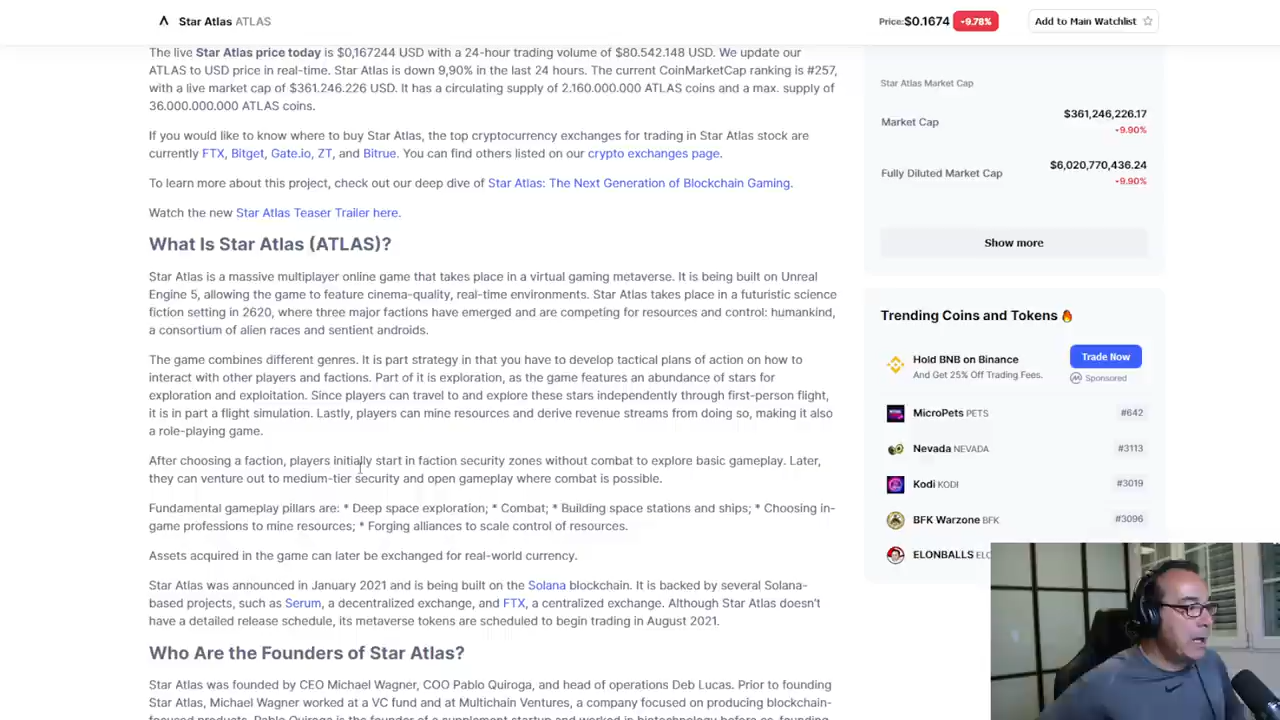 Star Atlas ATLAS
Price:$0.1674 -9.78%
Add to Main Watchlist
The live Star Atlas price today is $0,167244 USD with a 24-hour trading volume of $80.542.148 USD. We update our
ATLAS to USD price in real-time. Star Atlas is down 9,90% in the last 24 hours. The current CoinMarketCap ranking is #257,
with a live market cap of $361.246.226 USD. It has a circulating supply of 2.160.000.000 ATLAS coins and a max. supply of
36.000.000.000 ATLAS coins.
If you would like to know where to buy Star Atlas, the top cryptocurrency exchanges for trading in Star Atlas stock are
currently FTX, Bitget, Gate.io, ZT, and Bitrue. You can find others listed on our crypto exchanges page.
To learn more about this project, check out our deep dive of Star Atlas: The Next Generation of Blockchain Gaming.
Watch the new Star Atlas Teaser Trailer here.
What Is Star Atlas (ATLAS)?
Star Atlas is a massive multiplayer online game that takes place in a virtual gaming metaverse. It is being built on Unreal
Engine 5, allowing the game to feature cinema-quality, real-time environments. Star Atlas takes place in a futuristic science
fiction setting in 2620, where three major factions have emerged and are competing for resources and control: humankind,
a consortium of alien races and sentient androids.
The game combines different genres. It is part strategy in that you have to develop tactical plans of action on how to
interact with other players and factions. Part of it is exploration, as the game features an abundance of stars for
exploration and exploitation. Since players can travel to and explore these stars independently through first-person flight,
it is in part a flight simulation. Lastly, players can mine resources and derive revenue streams from doing so, making it also
a role-playing game.
After choosing a faction, players initially start in faction security zones without combat to explore basic gameplay. Later,
they can venture out to medium-tier security and open gameplay where combat is possible.
Fundamental gameplay pillars are: * Deep space exploration; * Combat; * Building space stations and ships; * Choosing in-
game professions to mine resources; * Forging alliances to scale control of resources.
Assets acquired in the game can later be exchanged for real-world currency.
Star Atlas was announced in January 2021 and is being built on the Solana blockchain. It is backed by several Solana-
based projects, such as Serum, a decentralized exchange, and FTX, a centralized exchange. Although Star Atlas doesn't
have a detailed release schedule, its metaverse tokens are scheduled to begin trading in August 2021.
Who Are the Founders of Star Atlas?
Star Atlas was founded by CEO Michael Wagner, COO Pablo Quiroga, and head of operations Deb Lucas. Prior to founding
Star Atlas, Michael Wagner worked at a VC fund and at Multichain Ventures, a company focused on producing blockchain-
focused products. Pablo Quiroga is the founder of a supplement startup and worked in biotechnology before co-founding
Star Atlas Market Cap
Market Cap
$361,246,226.17
-9.90%
Fully Diluted Market Cap
$6,020,770,436.24
-9.90%
Show more
Trending Coins and Tokens 🔥
Hold BNB on Binance
And Get 25% Off Trading Fees.
Trade Now
Sponsored
MicroPets PETS #642
Nevada NEVADA #3113
Kodi KODI #3019
BFK Warzone BFK #3096
ELONBALLS ELO